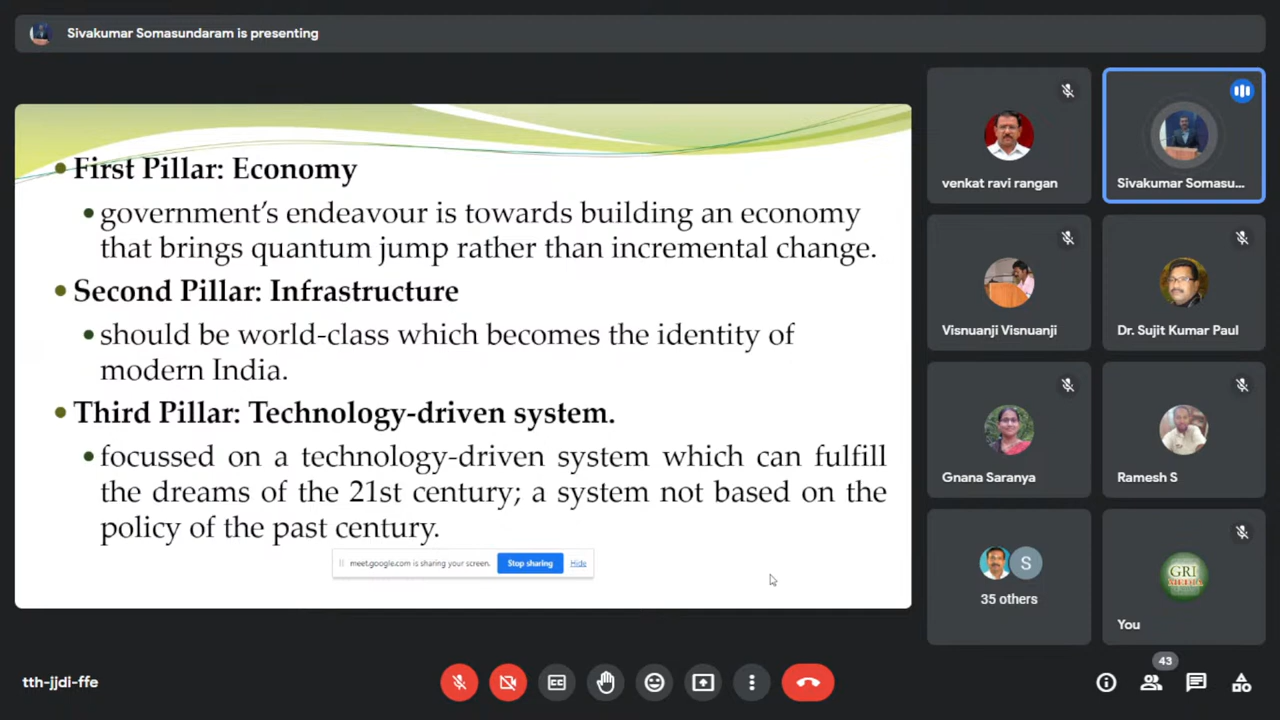 Sivakumar Somasundaram is presenting
First Pillar: Economy
government's endeavour is towards building an economy
that brings quantum jump rather than incremental change.
Second Pillar: Infrastructure
should be world-class which becomes the identity of
modern India.
Third Pillar: Technology-driven system.
focussed on a technology-driven system which can fulfill
the dreams of the 21st century; a system not based on the
policy of the past century.
meet.google.com is sharing your screen. Stop sharing Hide
venkat ravi rangan
Sivakumar Somasu...
Visnuanji Visnuanji
Dr. Sujit Kumar Paul
Gnana Saranya
Ramesh S
S
35 others
GRI
You
tth-jjdi-ffe
CC
43